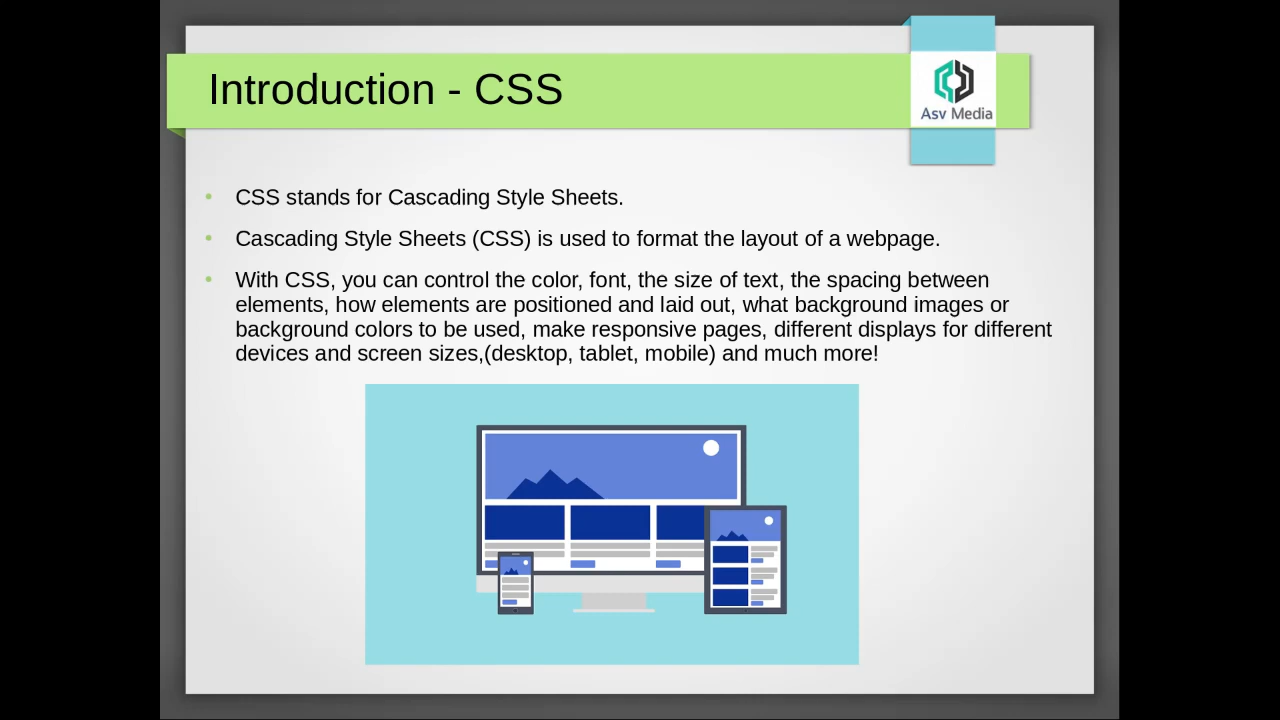 Introduction - CSS
Asv Media
CSS stands for Cascading Style Sheets.
Cascading Style Sheets (CSS) is used to format the layout of a webpage.
With CSS, you can control the color, font, the size of text, the spacing between
elements, how elements are positioned and laid out, what background images or
background colors to be used, make responsive pages, different displays for different
devices and screen sizes,(desktop, tablet, mobile) and much more!